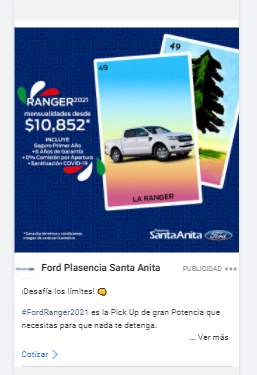 49
49
RANGER2021
mensualidades desde
$10,852*
INCLUYE
Seguro Primer Año
+6 Años de Garantía
+0% Comisión por Apertura
+Sanitización COVID-19
LA RANGER
*Consulta términos y condiciones
Imagen de carácter ilustrativo
Plasencia
SantaAnita Ford
Ford Plasencia Santa Anita
PUBLICIDAD
¡Desafía los límites!
#FordRanger2021 es la Pick Up de gran Potencia que
necesitas para que nada te detenga.
... Ver más
Cotizar